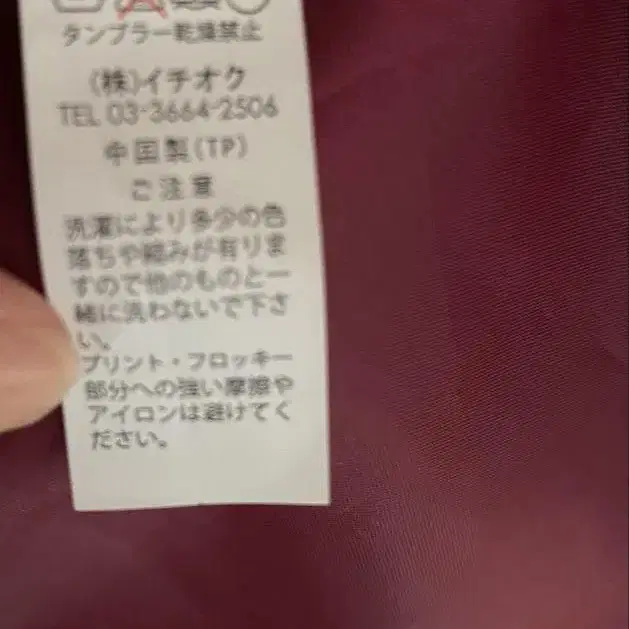 タンブラー乾燥禁止
(株)イチオク
TEL 03-3664-2506
中国製(TP)
ご注意
洗濯により多少の色
落ちや縮みが有りま
すので他のものと一
緒に洗わないで下さ
い。
プリント・フロッキー
部分への強い摩擦や
アイロンは避けてく
ださい。